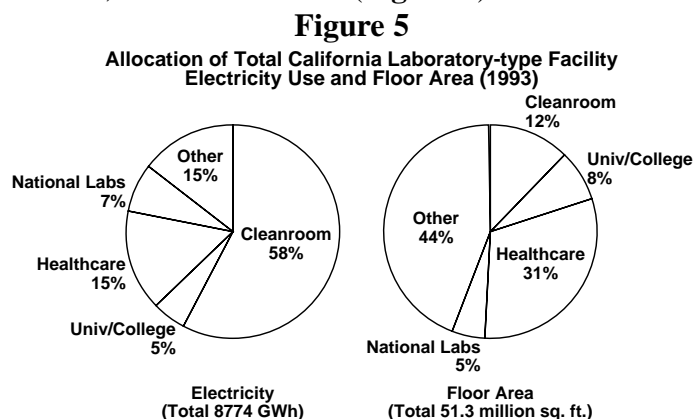 Figure 5
Allocation of Total California Laboratory-type Facility
Electricity Use and Floor Area (1993)
Other
15%
National Labs
7%
Cleanroom
58%
Healthcare
15%
Univ/College
5%
Electricity
(Total 8774 GWh)
Cleanroom
12%
Univ/College
8%
Other
44%
Healthcare
31%
National Labs
5%
Floor Area
(Total 51.3 million sq. ft.)